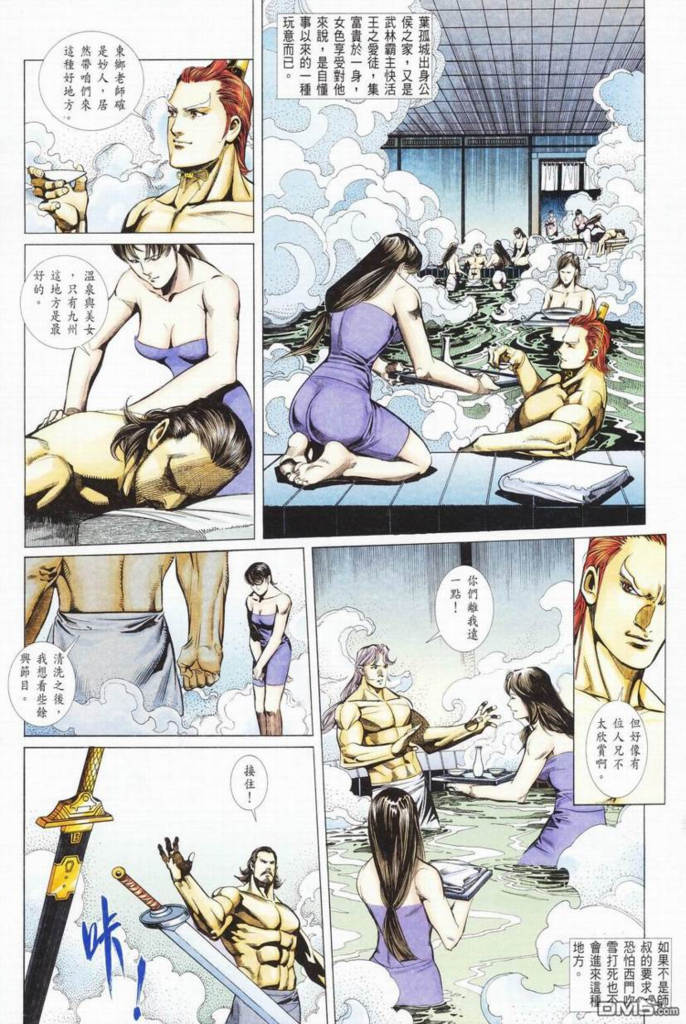 葉孤城出身公
侯之家，又是
武林霸主快活
王之愛徒，集
富貴於一身，
女色享受對他
來說，是自懂
事以來的一種
玩意而已。
東鄉老師確
是妙人，居
然帶咱們來
這種好地方。
溫泉與美女
，只有九州
這地方是最
好的。
但好像有
位人兄不
太欣賞啊。
你們離我遠
一點！
清洗之後，
我想看些餘
興節目。
接住！
咔！
如果不是師
叔的要求，
恐怕西門吹
雪打死也不
會進來這種
地方。